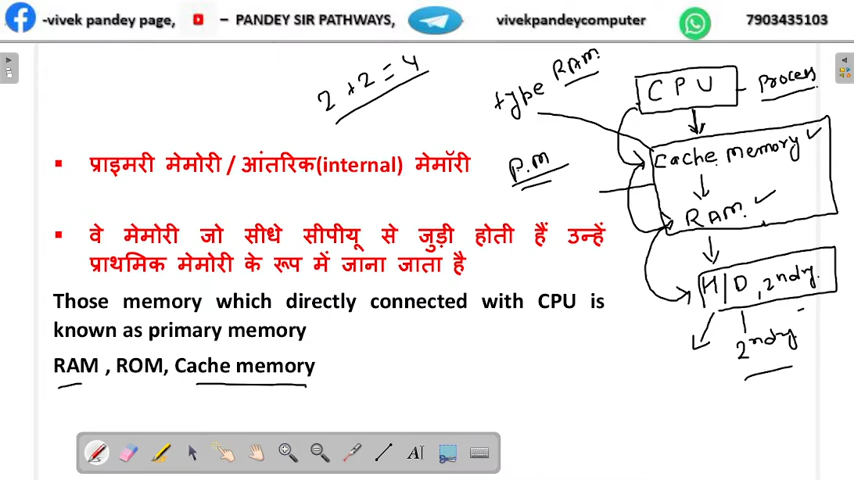 -vivek pandey page, – PANDEY SIR PATHWAYS, vivekpandeycomputer 7903435103
2+2=4
type RAM
CPU – Process
Cache memory ✓
P.M
RAM ✓
H/D, 2ndy.
2ndy
▪ प्राइमरी मेमोरी / आंतरिक(internal) मेमॉरी
▪ वे मेमोरी जो सीधे सीपीयू से जुड़ी होती हैं उन्हें
प्राथमिक मेमोरी के रूप में जाना जाता है
Those memory which directly connected with CPU is
known as primary memory
RAM , ROM, Cache memory
AI